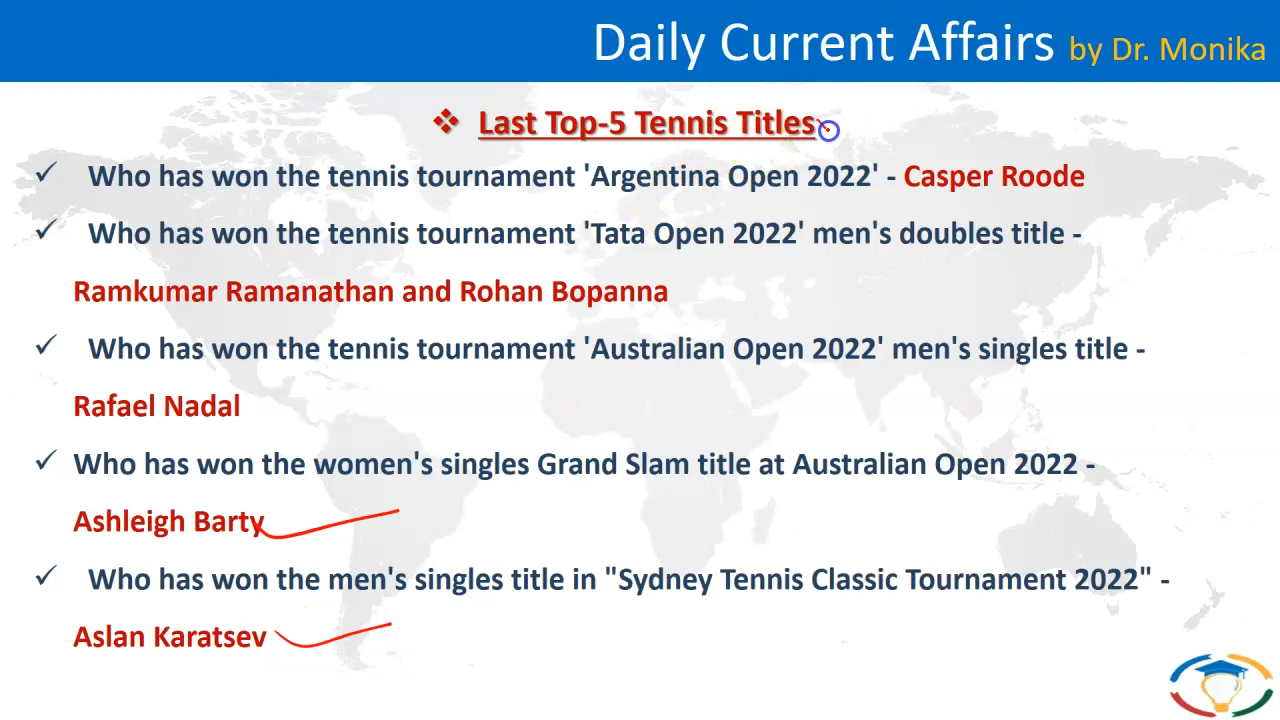 Daily Current Affairs by Dr. Monika
❖ Last Top-5 Tennis Titles
✓ Who has won the tennis tournament 'Argentina Open 2022' - Casper Roode
✓ Who has won the tennis tournament 'Tata Open 2022' men's doubles title -
Ramkumar Ramanathan and Rohan Bopanna
✓ Who has won the tennis tournament 'Australian Open 2022' men's singles title -
Rafael Nadal
✓ Who has won the women's singles Grand Slam title at Australian Open 2022 -
Ashleigh Barty
✓ Who has won the men's singles title in "Sydney Tennis Classic Tournament 2022" -
Aslan Karatsev